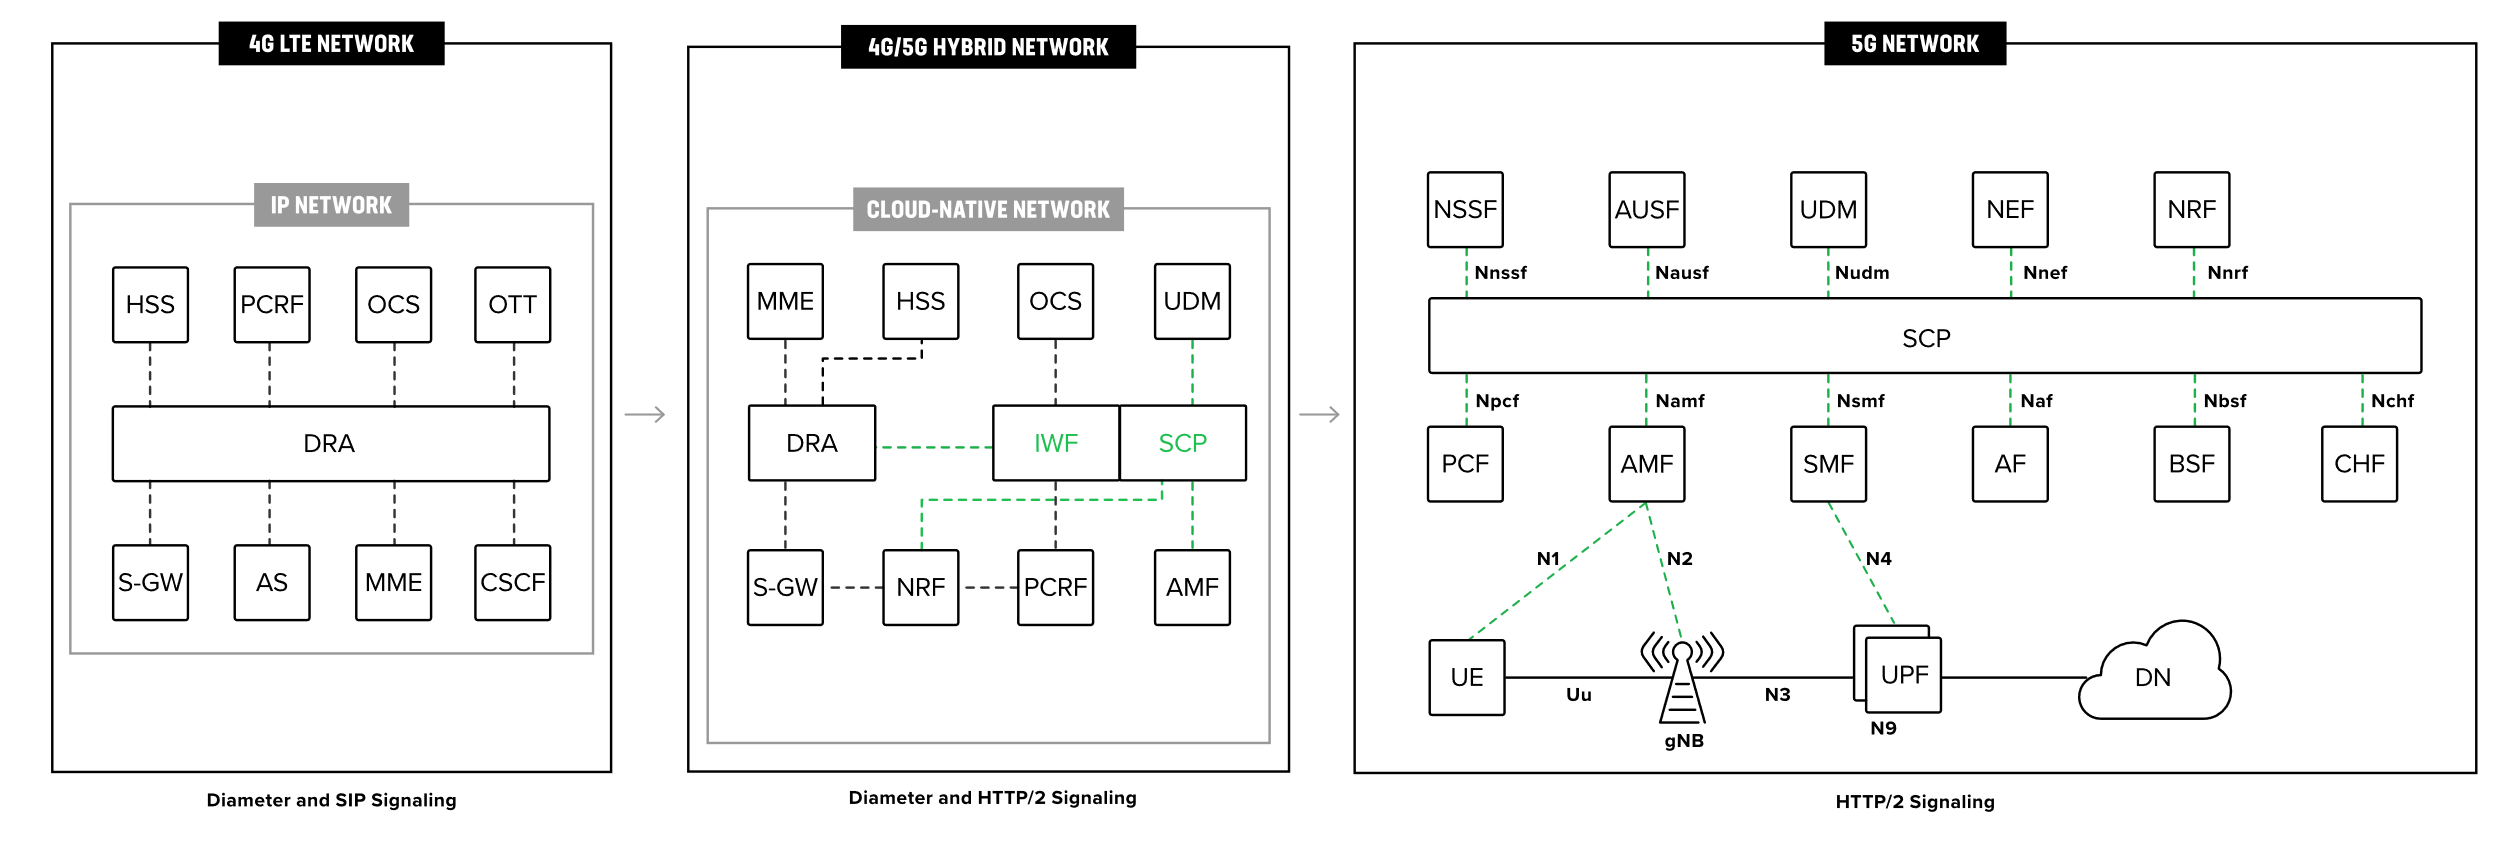 4G LTE NETWORK
IP NETWORK
HSS
PCRF
OCS
OTT
DRA
S-GW
AS
MME
CSCF
Diameter and SIP Signaling
4G/5G HYBRID NETWORK
CLOUD-NATIVE NETWORK
MME
HSS
OCS
UDM
DRA
IWF
SCP
S-GW
NRF
PCRF
AMF
Diameter and HTTP/2 Signaling
5G NETWORK
NSSF
AUSF
UDM
NEF
NRF
Nnssf
Nausf
Nudm
Nnef
Nnrf
SCP
Npcf
Namf
Nsmf
Naf
Nbsf
Nchf
PCF
AMF
SMF
AF
BSF
CHF
N1
N2
N4
UE
Uu
gNB
N3
UPF
N9
DN
HTTP/2 Signaling